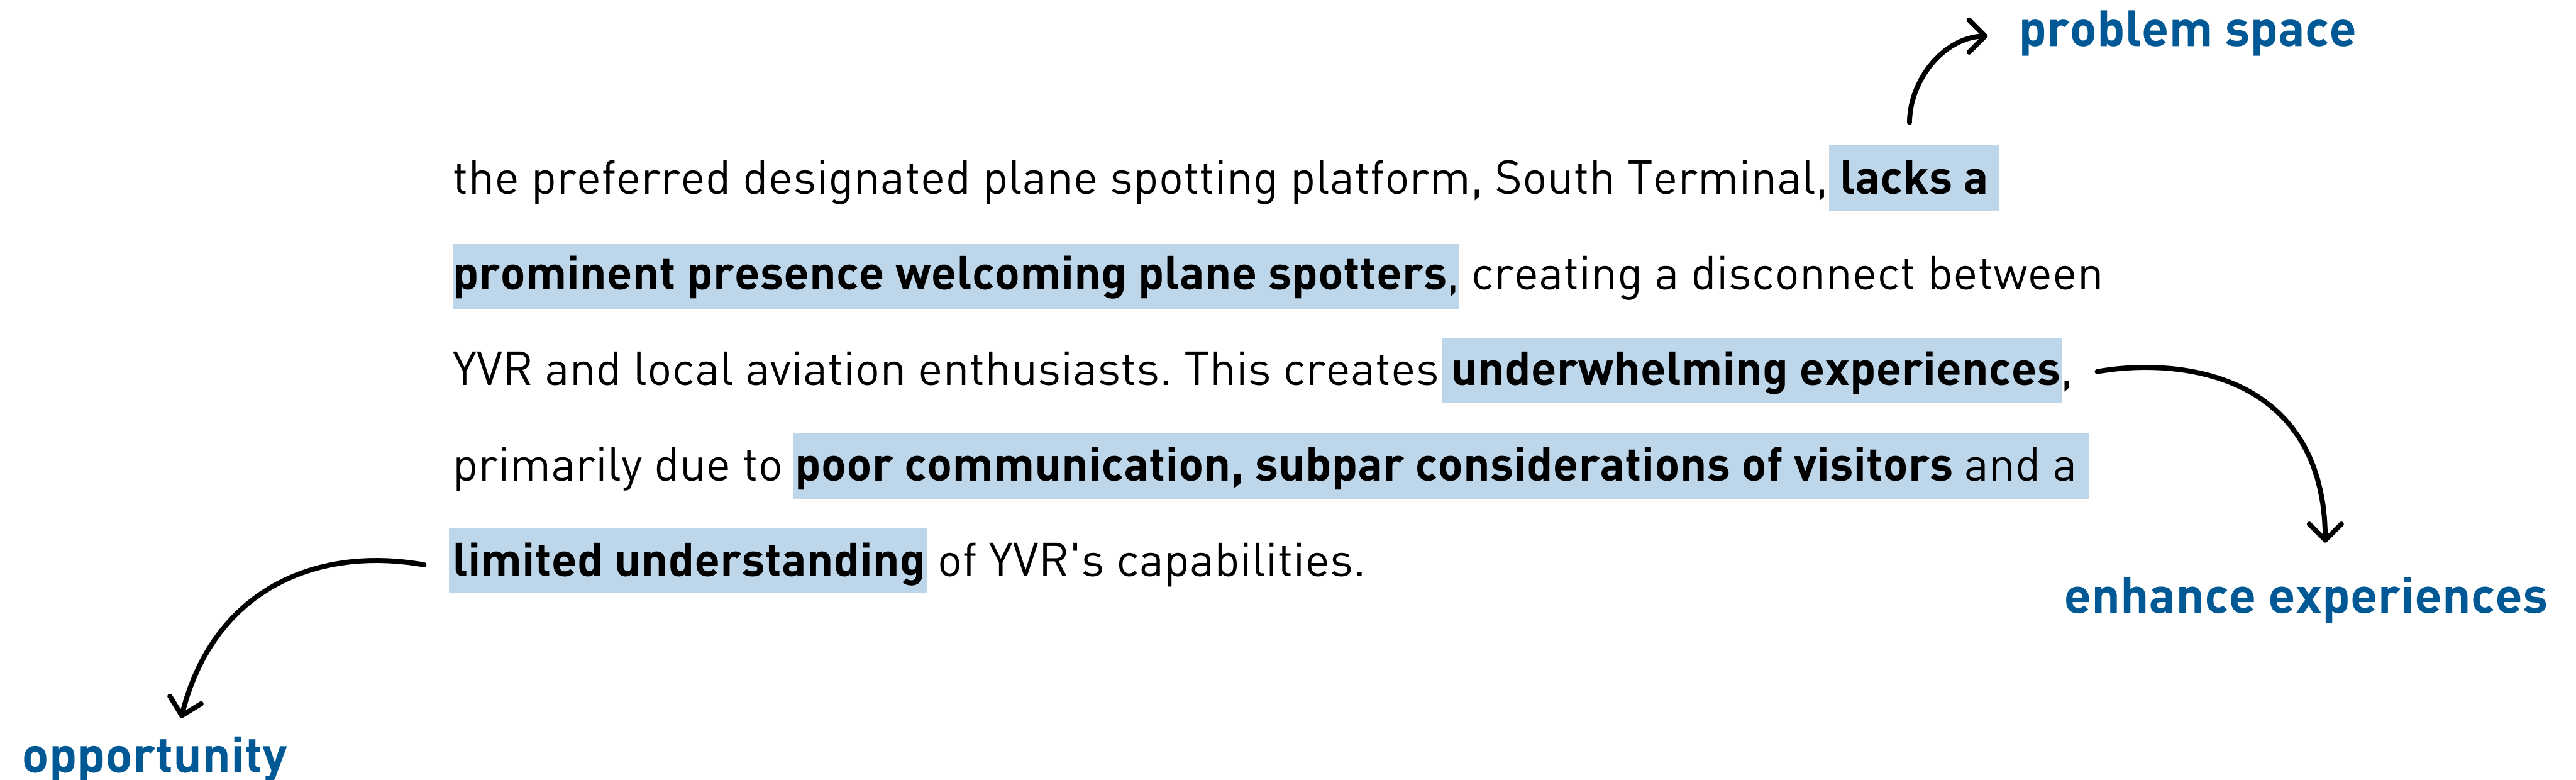 problem space
the preferred designated plane spotting platform, South Terminal, lacks a
prominent presence welcoming plane spotters, creating a disconnect between
YVR and local aviation enthusiasts. This creates underwhelming experiences,
primarily due to poor communication, subpar considerations of visitors and a
limited understanding of YVR's capabilities.
enhance experiences
opportunity